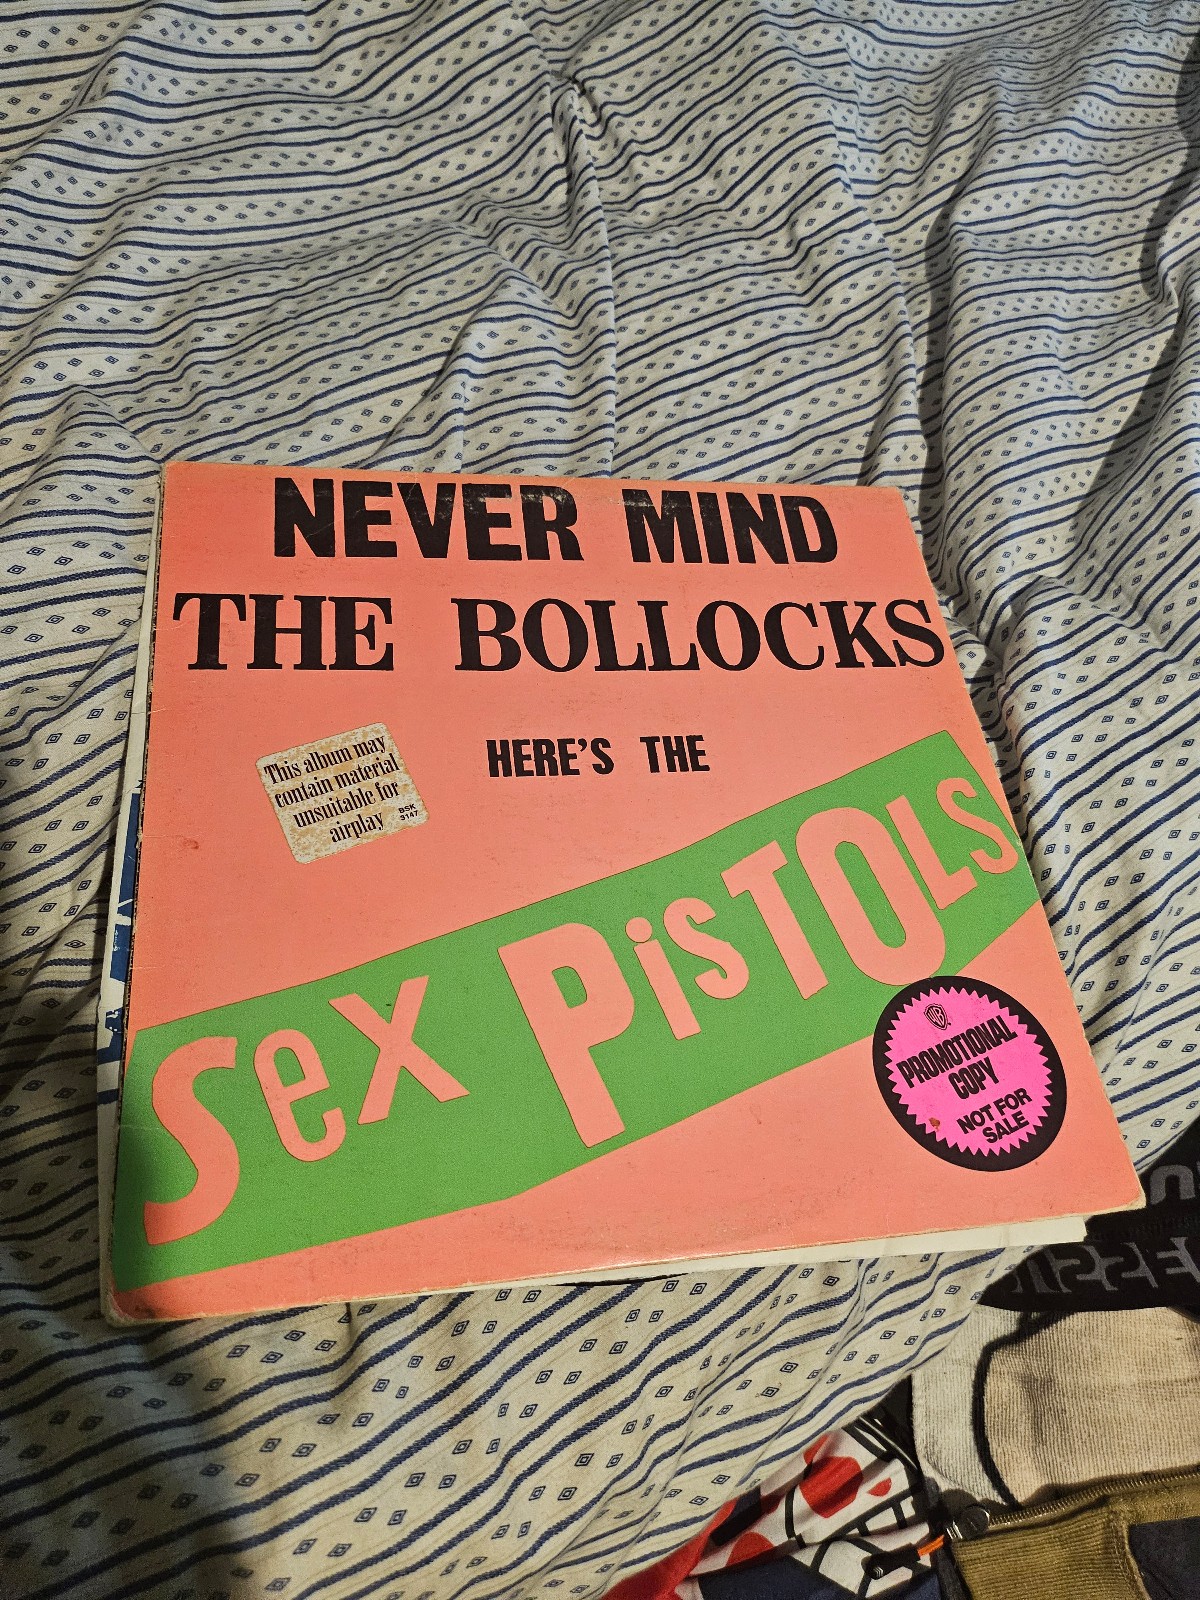 NEVER MIND
THE BOLLOCKS
HERE'S THE
This album may
contain material
unsuitable for
airplay
BSK
3147
Sex PiSTOLS
WB
PROMOTIONAL
COPY
NOT FOR
SALE